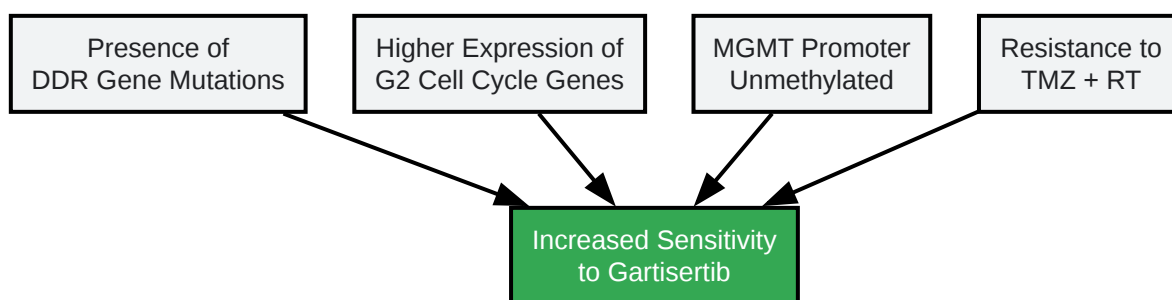 Presence of
DDR Gene Mutations
Higher Expression of
G2 Cell Cycle Genes
MGMT Promoter
Unmethylated
Resistance to
TMZ + RT
Increased Sensitivity
to Gartisertib